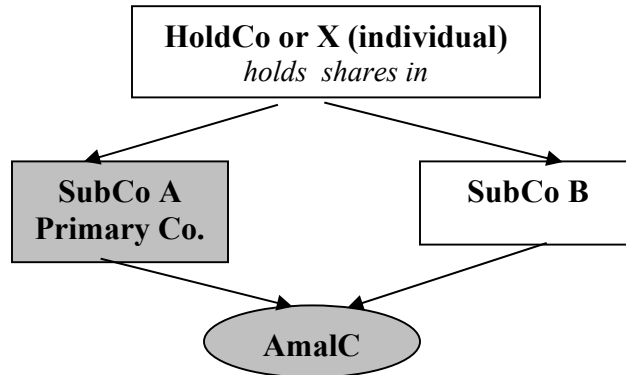 HoldCo or X (individual)
holds shares in
SubCo A
Primary Co.
SubCo B
AmalC